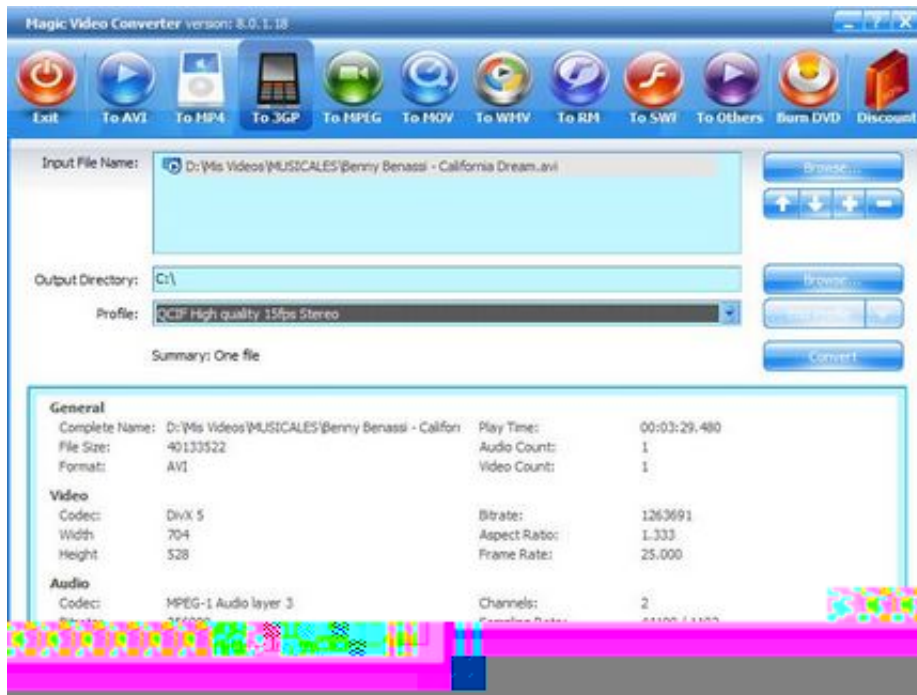 Magic Video Converter version: 8.0.1.18
Exit To AVI To MP4 To 3GP To MPEG To MOV To WMV To RM To SWF To Others Burn DVD Discount
Input File Name: D:\Mis Videos\MUSICALES\Benny Benassi - California Dream.avi Browse...
Output Directory: C:\ Browse...
Profile: QCIF High quality 15fps Stereo
Summary: One file Convert
General
Complete Name: D:\Mis Videos\MUSICALES\Benny Benassi - Califori Play Time: 00:03:29.480
File Size: 40133522 Audio Count: 1
Format: AVI Video Count: 1
Video
Codec: DivX 5 Bitrate: 1263691
Width 704 Aspect Ratio: 1.333
Height 528 Frame Rate: 25.000
Audio
Codec: MPEG-1 Audio layer 3 Channels: 2